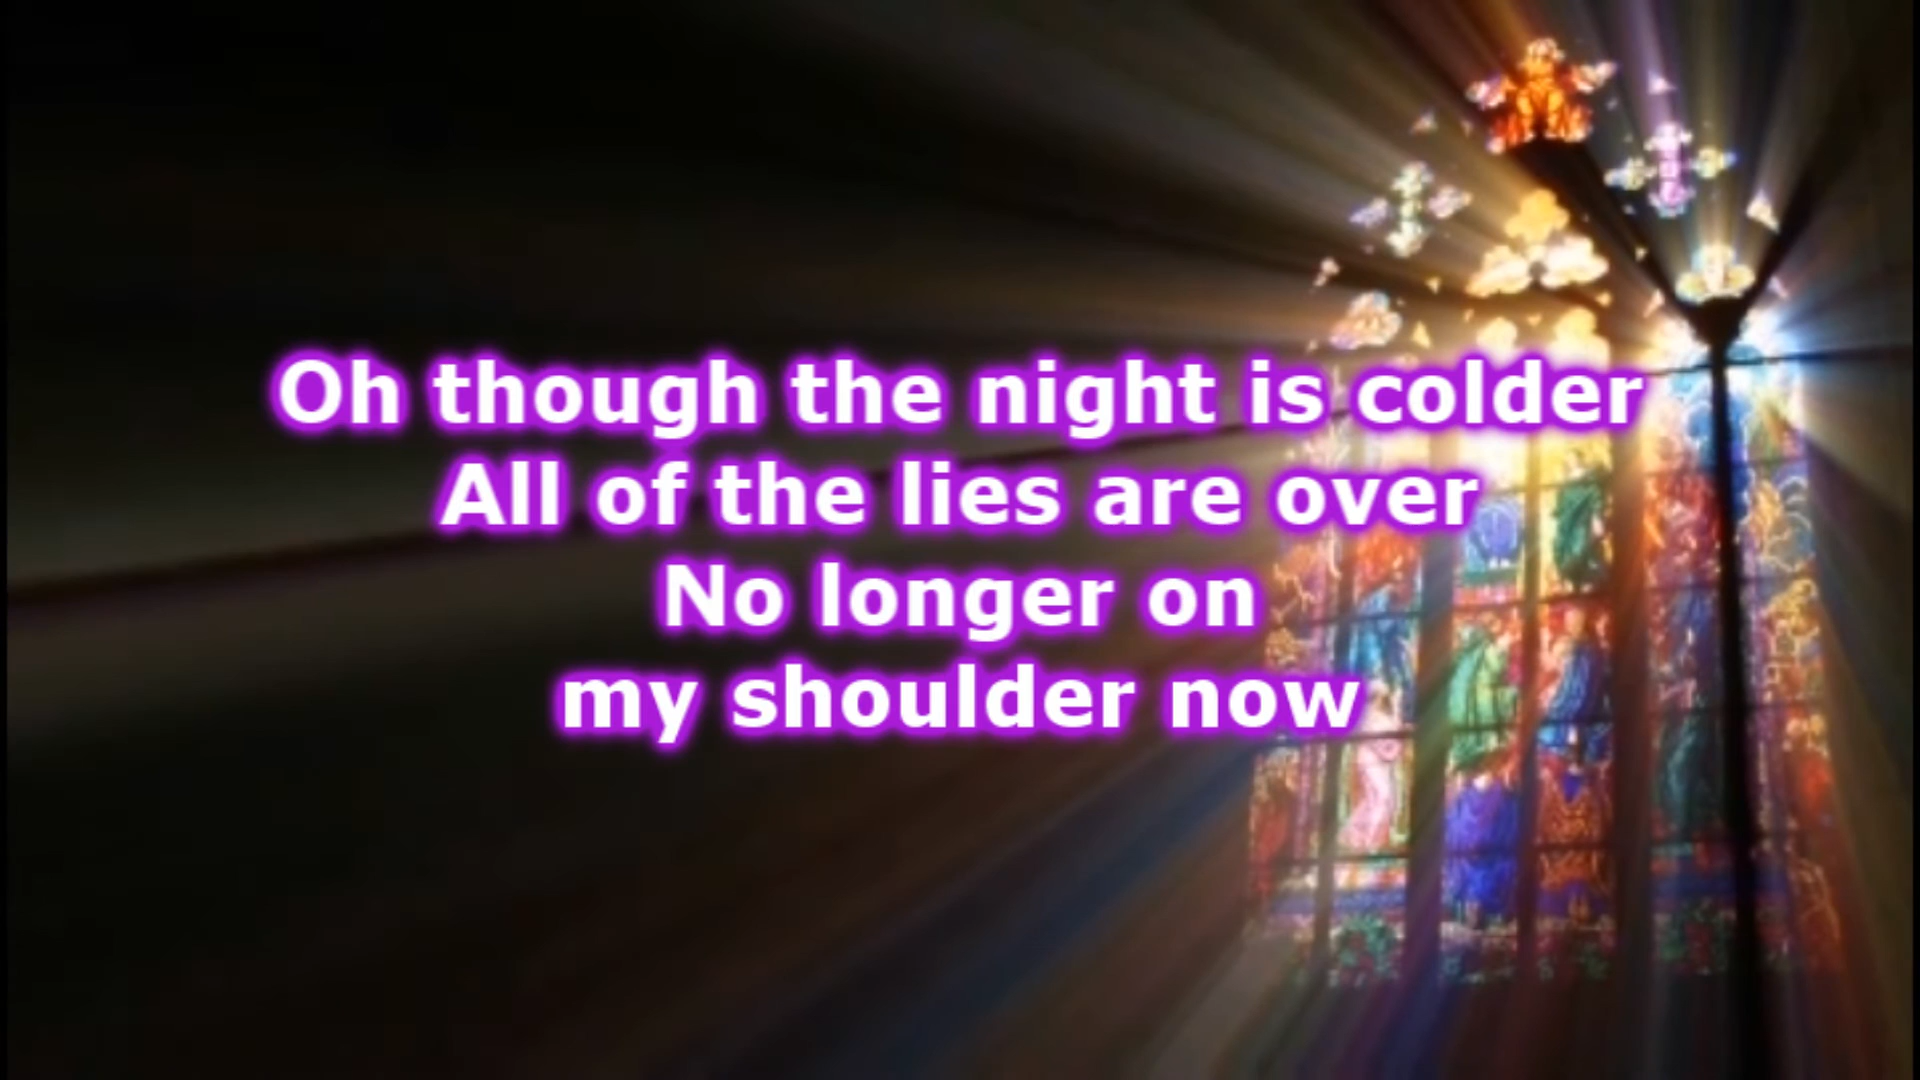 Oh though the night is colder
All of the lies are over
No longer on
my shoulder now